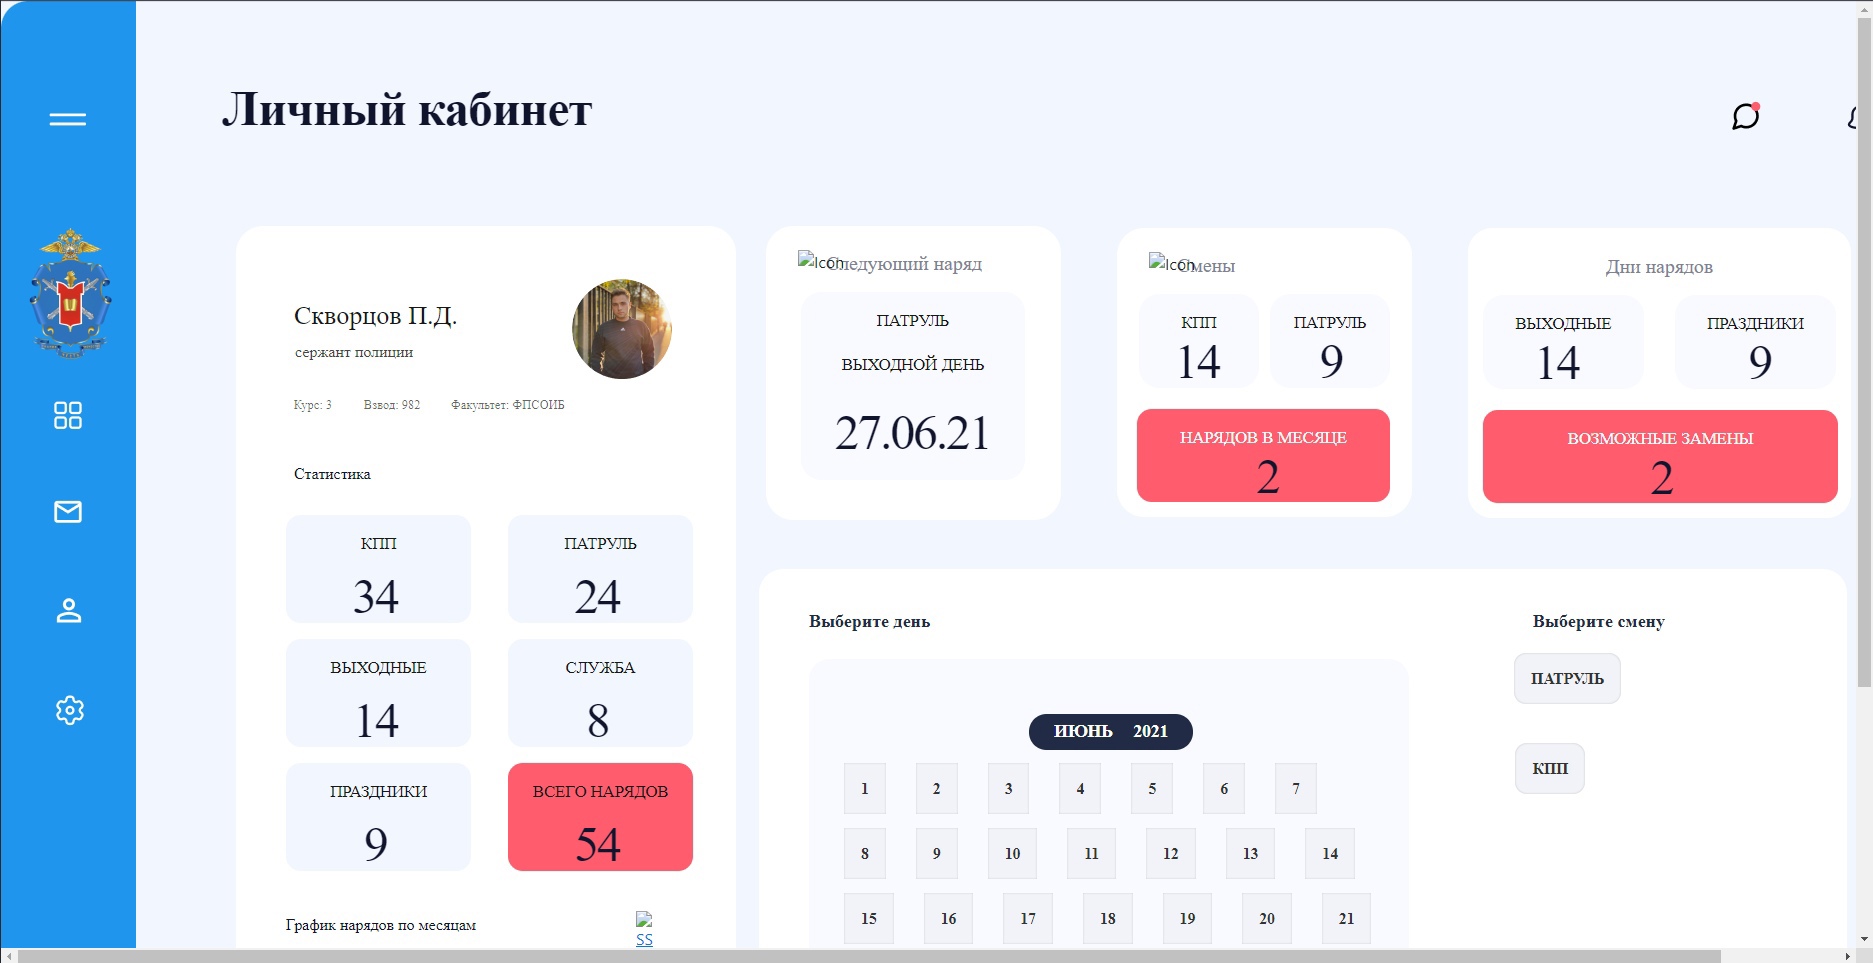 Личный кабинет
Скворцов П.Д.
сержант полиции
Курс: 3 Взвод: 982 Факультет: ФПСОИБ
Статистика
КПП
34
ПАТРУЛЬ
24
ВЫХОДНЫЕ
14
СЛУЖБА
8
ПРАЗДНИКИ
9
ВСЕГО НАРЯДОВ
54
График нарядов по месяцам
SS
Icon
Следующий наряд
ПАТРУЛЬ
ВЫХОДНОЙ ДЕНЬ
27.06.21
Icon
Смены
КПП
14
ПАТРУЛЬ
9
НАРЯДОВ В МЕСЯЦЕ
2
Дни нарядов
ВЫХОДНЫЕ
14
ПРАЗДНИКИ
9
ВОЗМОЖНЫЕ ЗАМЕНЫ
2
Выберите день
ИЮНЬ 2021
1 2 3 4 5 6 7
8 9 10 11 12 13 14
15 16 17 18 19 20 21
Выберите смену
ПАТРУЛЬ
КПП